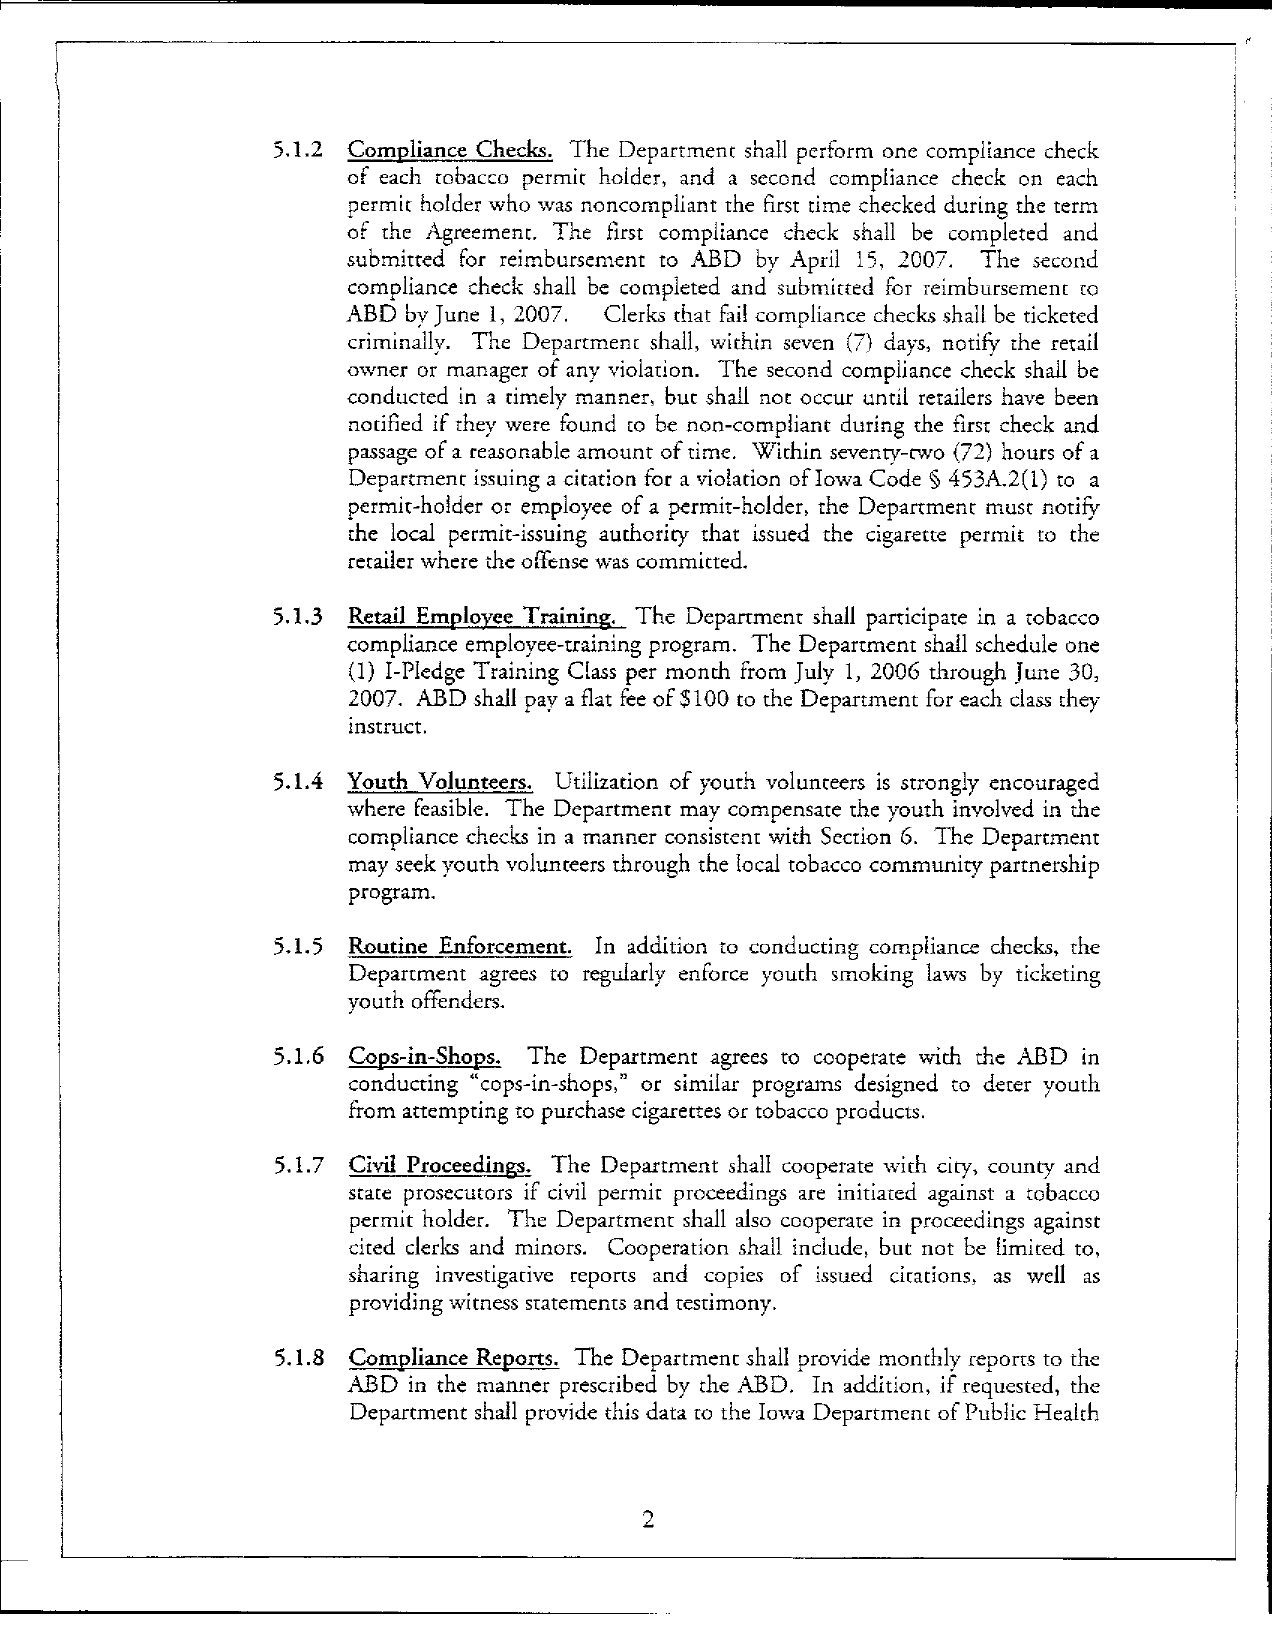 5.1.2 Compliance Checks. The Department shall perform one compliance check
of each tobacco permit holder, and a second compliance check on each
permit holder who was noncompliant the first time checked during the term
of the Agreement. The first compliance check shall be completed and
submitted for reimbursement to ABD by April 15, 2007. The second
compliance check shall be completed and submitted for reimbursement to
ABD by June 1, 2007. Clerks that fail compliance checks shall be ticketed
criminally. The Department shall, within seven (7) days, notify the retail
owner or manager of any violation. The second compliance check shall be
conducted in a timely manner, but shall not occur until retailers have been
notified if they were found to be non-compliant during the first check and
passage of a reasonable amount of time. Within seventy-two (72) hours of a
Department issuing a citation for a violation of Iowa Code § 453A.2(1) to a
permit-holder or employee of a permit-holder, the Department must notify
the local permit-issuing authority that issued the cigarette permit to the
retailer where the offense was committed.
5.1.3 Retail Employee Training. The Department shall participate in a tobacco
compliance employee-training program. The Department shall schedule one
(1) I-Pledge Training Class per month from July 1, 2006 through June 30,
2007. ABD shall pay a flat fee of $100 to the Department for each class they
instruct.
5.1.4 Youth Volunteers. Utilization of youth volunteers is strongly encouraged
where feasible. The Department may compensate the youth involved in the
compliance checks in a manner consistent with Section 6. The Department
may seek youth volunteers through the local tobacco community partnership
program.
5.1.5 Routine Enforcement. In addition to conducting compliance checks, the
Department agrees to regularly enforce youth smoking laws by ticketing
youth offenders.
5.1.6 Cops-in-Shops. The Department agrees to cooperate with the ABD in
conducting “cops-in-shops,” or similar programs designed to deter youth
from attempting to purchase cigarettes or tobacco products.
5.1.7 Civil Proceedings. The Department shall cooperate with city, county and
state prosecutors if civil permit proceedings are initiated against a tobacco
permit holder. The Department shall also cooperate in proceedings against
cited clerks and minors. Cooperation shall include, but not be limited to,
sharing investigative reports and copies of issued citations, as well as
providing witness statements and testimony.
5.1.8 Compliance Reports. The Department shall provide monthly reports to the
ABD in the manner prescribed by the ABD. In addition, if requested, the
Department shall provide this data to the Iowa Department of Public Health
2